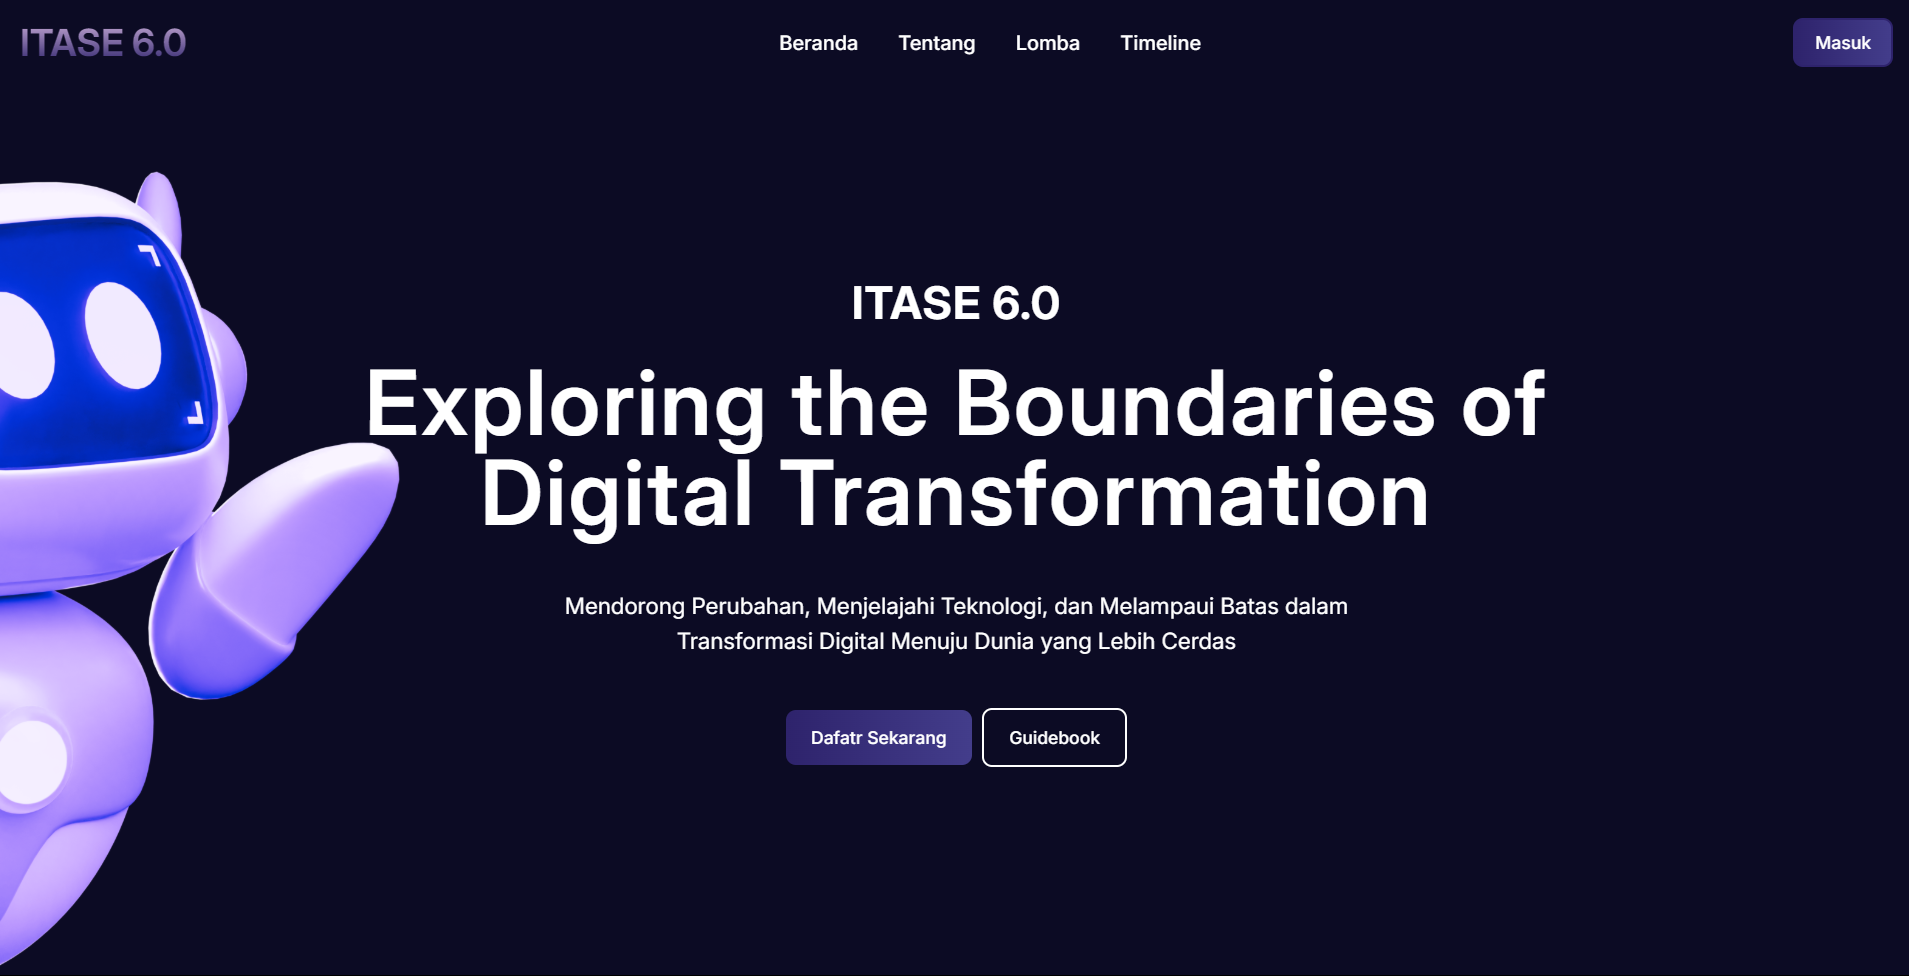 ITASE 6.0
Beranda
Tentang
Lomba
Timeline
Masuk
ITASE 6.0
Exploring the Boundaries of
Digital Transformation
Mendorong Perubahan, Menjelajahi Teknologi, dan Melampaui Batas dalam
Transformasi Digital Menuju Dunia yang Lebih Cerdas
Dafatr Sekarang
Guidebook